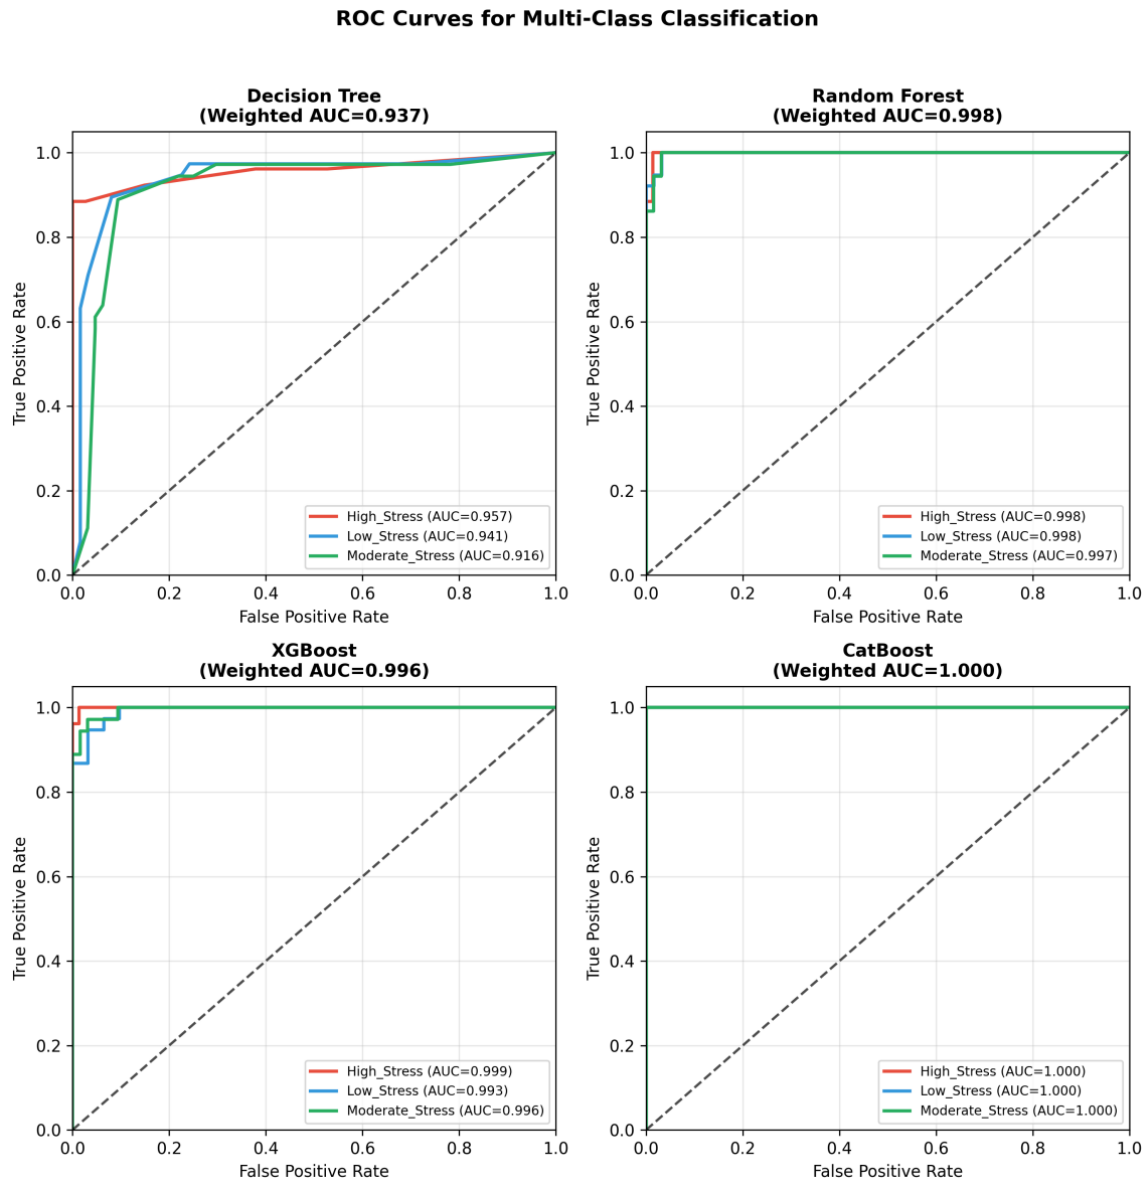 ROC Curves for Multi-Class Classification
Decision Tree
(Weighted AUC=0.937)
True Positive Rate
1.0
0.8
0.6
0.4
0.2
0.0
High_Stress (AUC=0.957)
Low_Stress (AUC=0.941)
Moderate_Stress (AUC=0.916)
0.0 0.2 0.4 0.6 0.8 1.0
False Positive Rate
Random Forest
(Weighted AUC=0.998)
True Positive Rate
1.0
0.8
0.6
0.4
0.2
0.0
High_Stress (AUC=0.998)
Low_Stress (AUC=0.998)
Moderate_Stress (AUC=0.997)
0.0 0.2 0.4 0.6 0.8 1.0
False Positive Rate
XGBoost
(Weighted AUC=0.996)
True Positive Rate
1.0
0.8
0.6
0.4
0.2
0.0
High_Stress (AUC=0.999)
Low_Stress (AUC=0.993)
Moderate_Stress (AUC=0.996)
0.0 0.2 0.4 0.6 0.8 1.0
False Positive Rate
CatBoost
(Weighted AUC=1.000)
True Positive Rate
1.0
0.8
0.6
0.4
0.2
0.0
High_Stress (AUC=1.000)
Low_Stress (AUC=1.000)
Moderate_Stress (AUC=1.000)
0.0 0.2 0.4 0.6 0.8 1.0
False Positive Rate